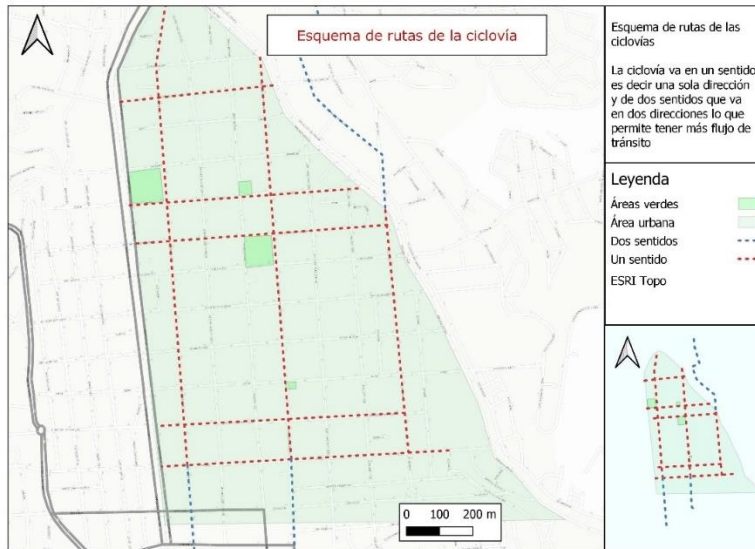 Esquema de rutas de la ciclovía
Esquema de rutas de las
ciclovías
La ciclovía va en un sentido
es decir una sola dirección
y de dos sentidos que va
en dos direcciones lo que
permite tener más flujo de
tránsito
Leyenda
Áreas verdes
Área urbana
Dos sentidos
Un sentido
ESRI Topo
0 100 200 m